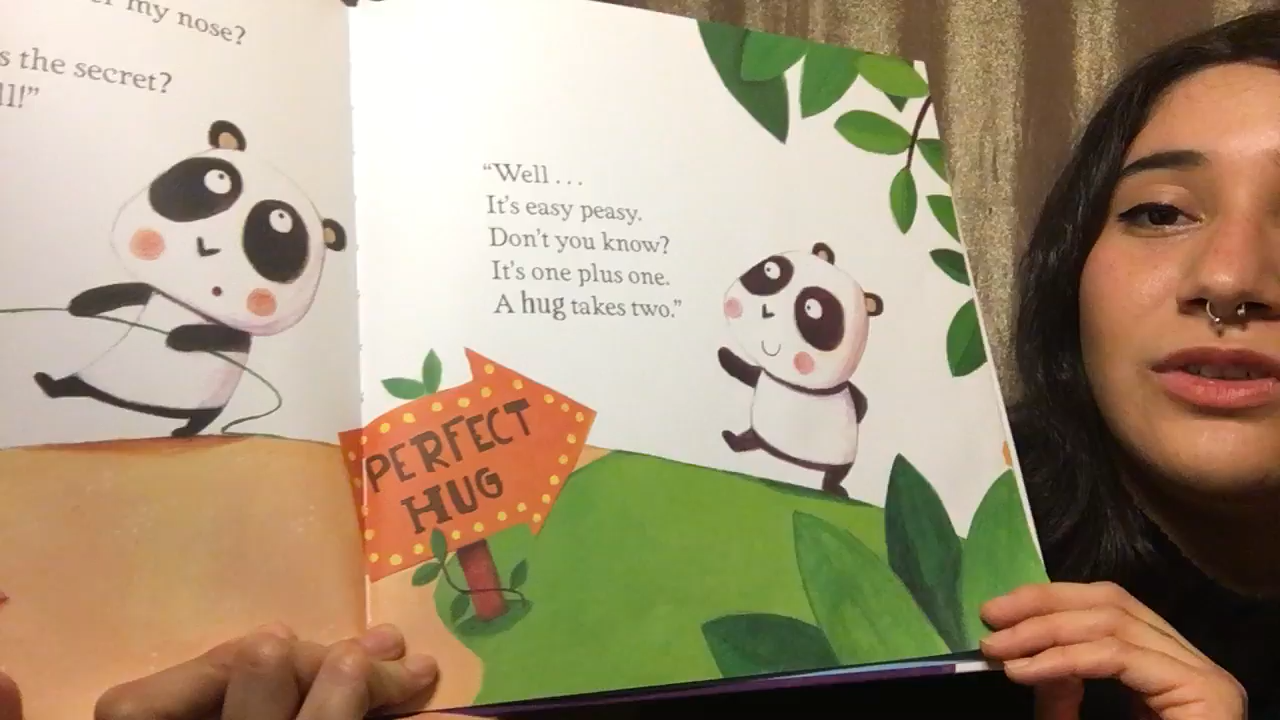 my nose?
the secret?
"Well . . .
It's easy peasy.
Don't you know?
It's one plus one.
A hug takes two."
PERFECT
HUG